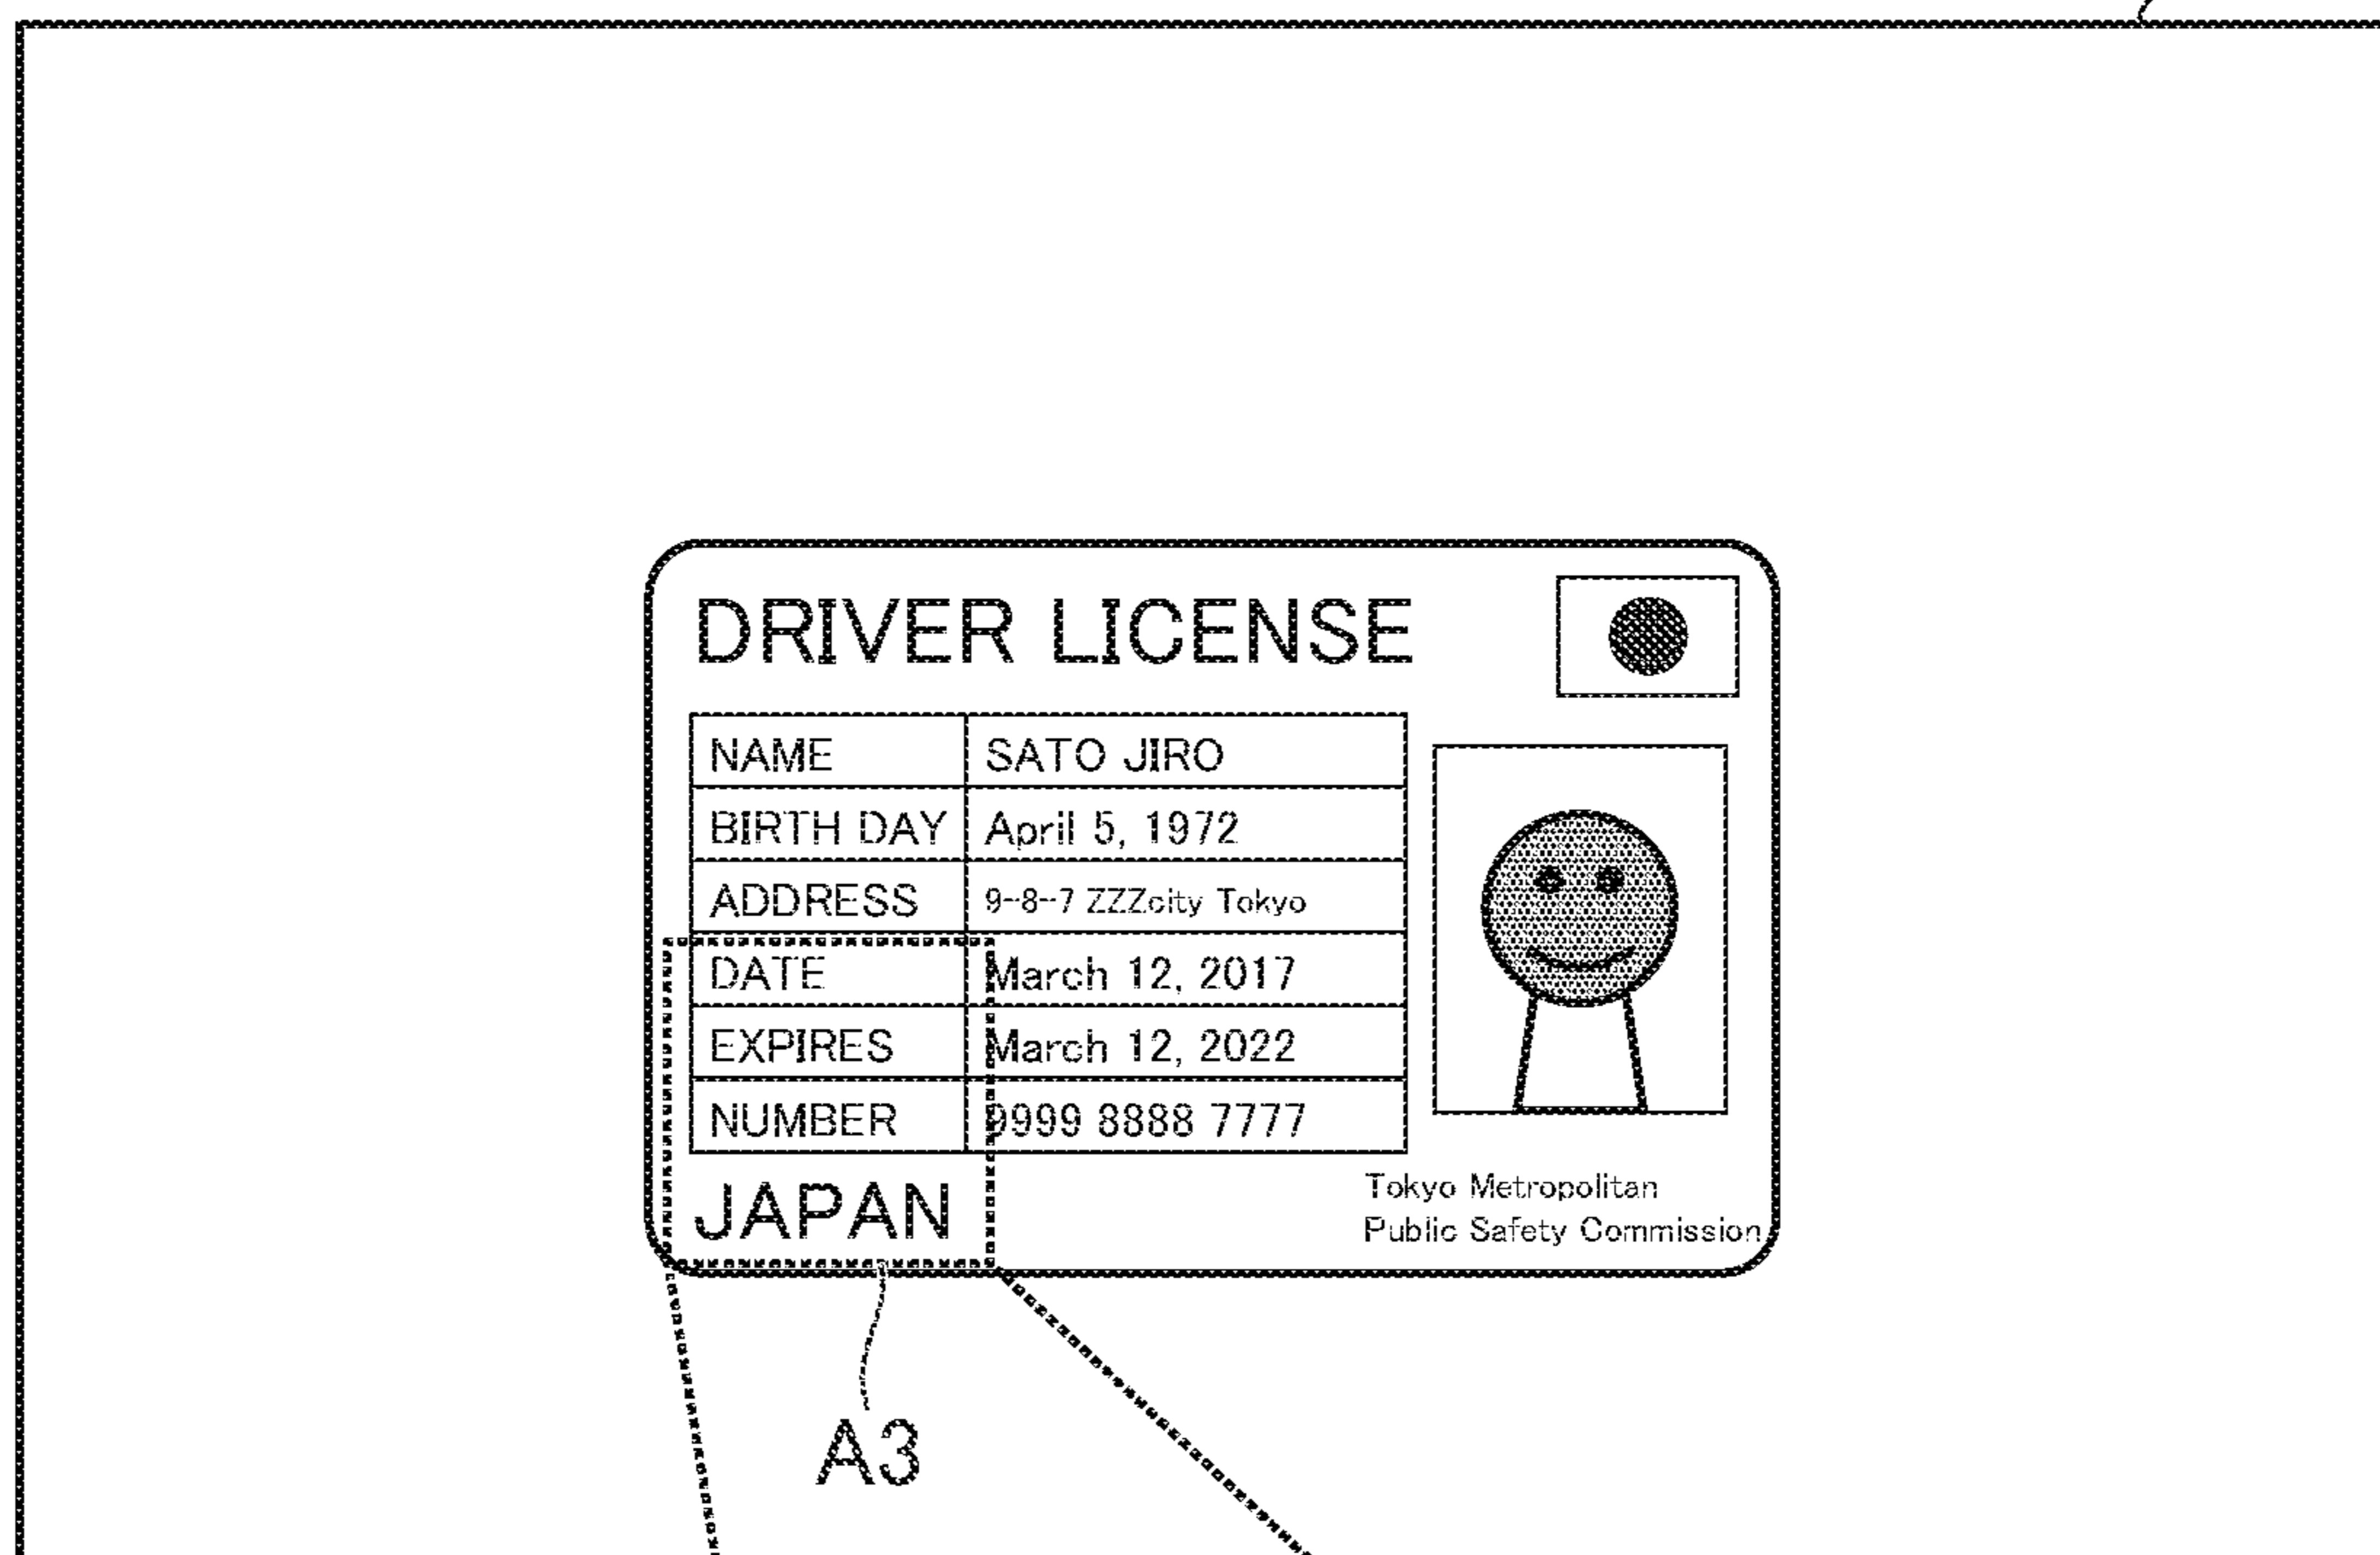 DRIVER LICENSE
NAME SATO JIRO
BIRTH DAY April 5, 1972
ADDRESS 9-8-7 ZZZcity Tokyo
DATE March 12, 2017
EXPIRES March 12, 2022
NUMBER 9999 8888 7777
JAPAN
Tokyo Metropolitan
Public Safety Commission
A3